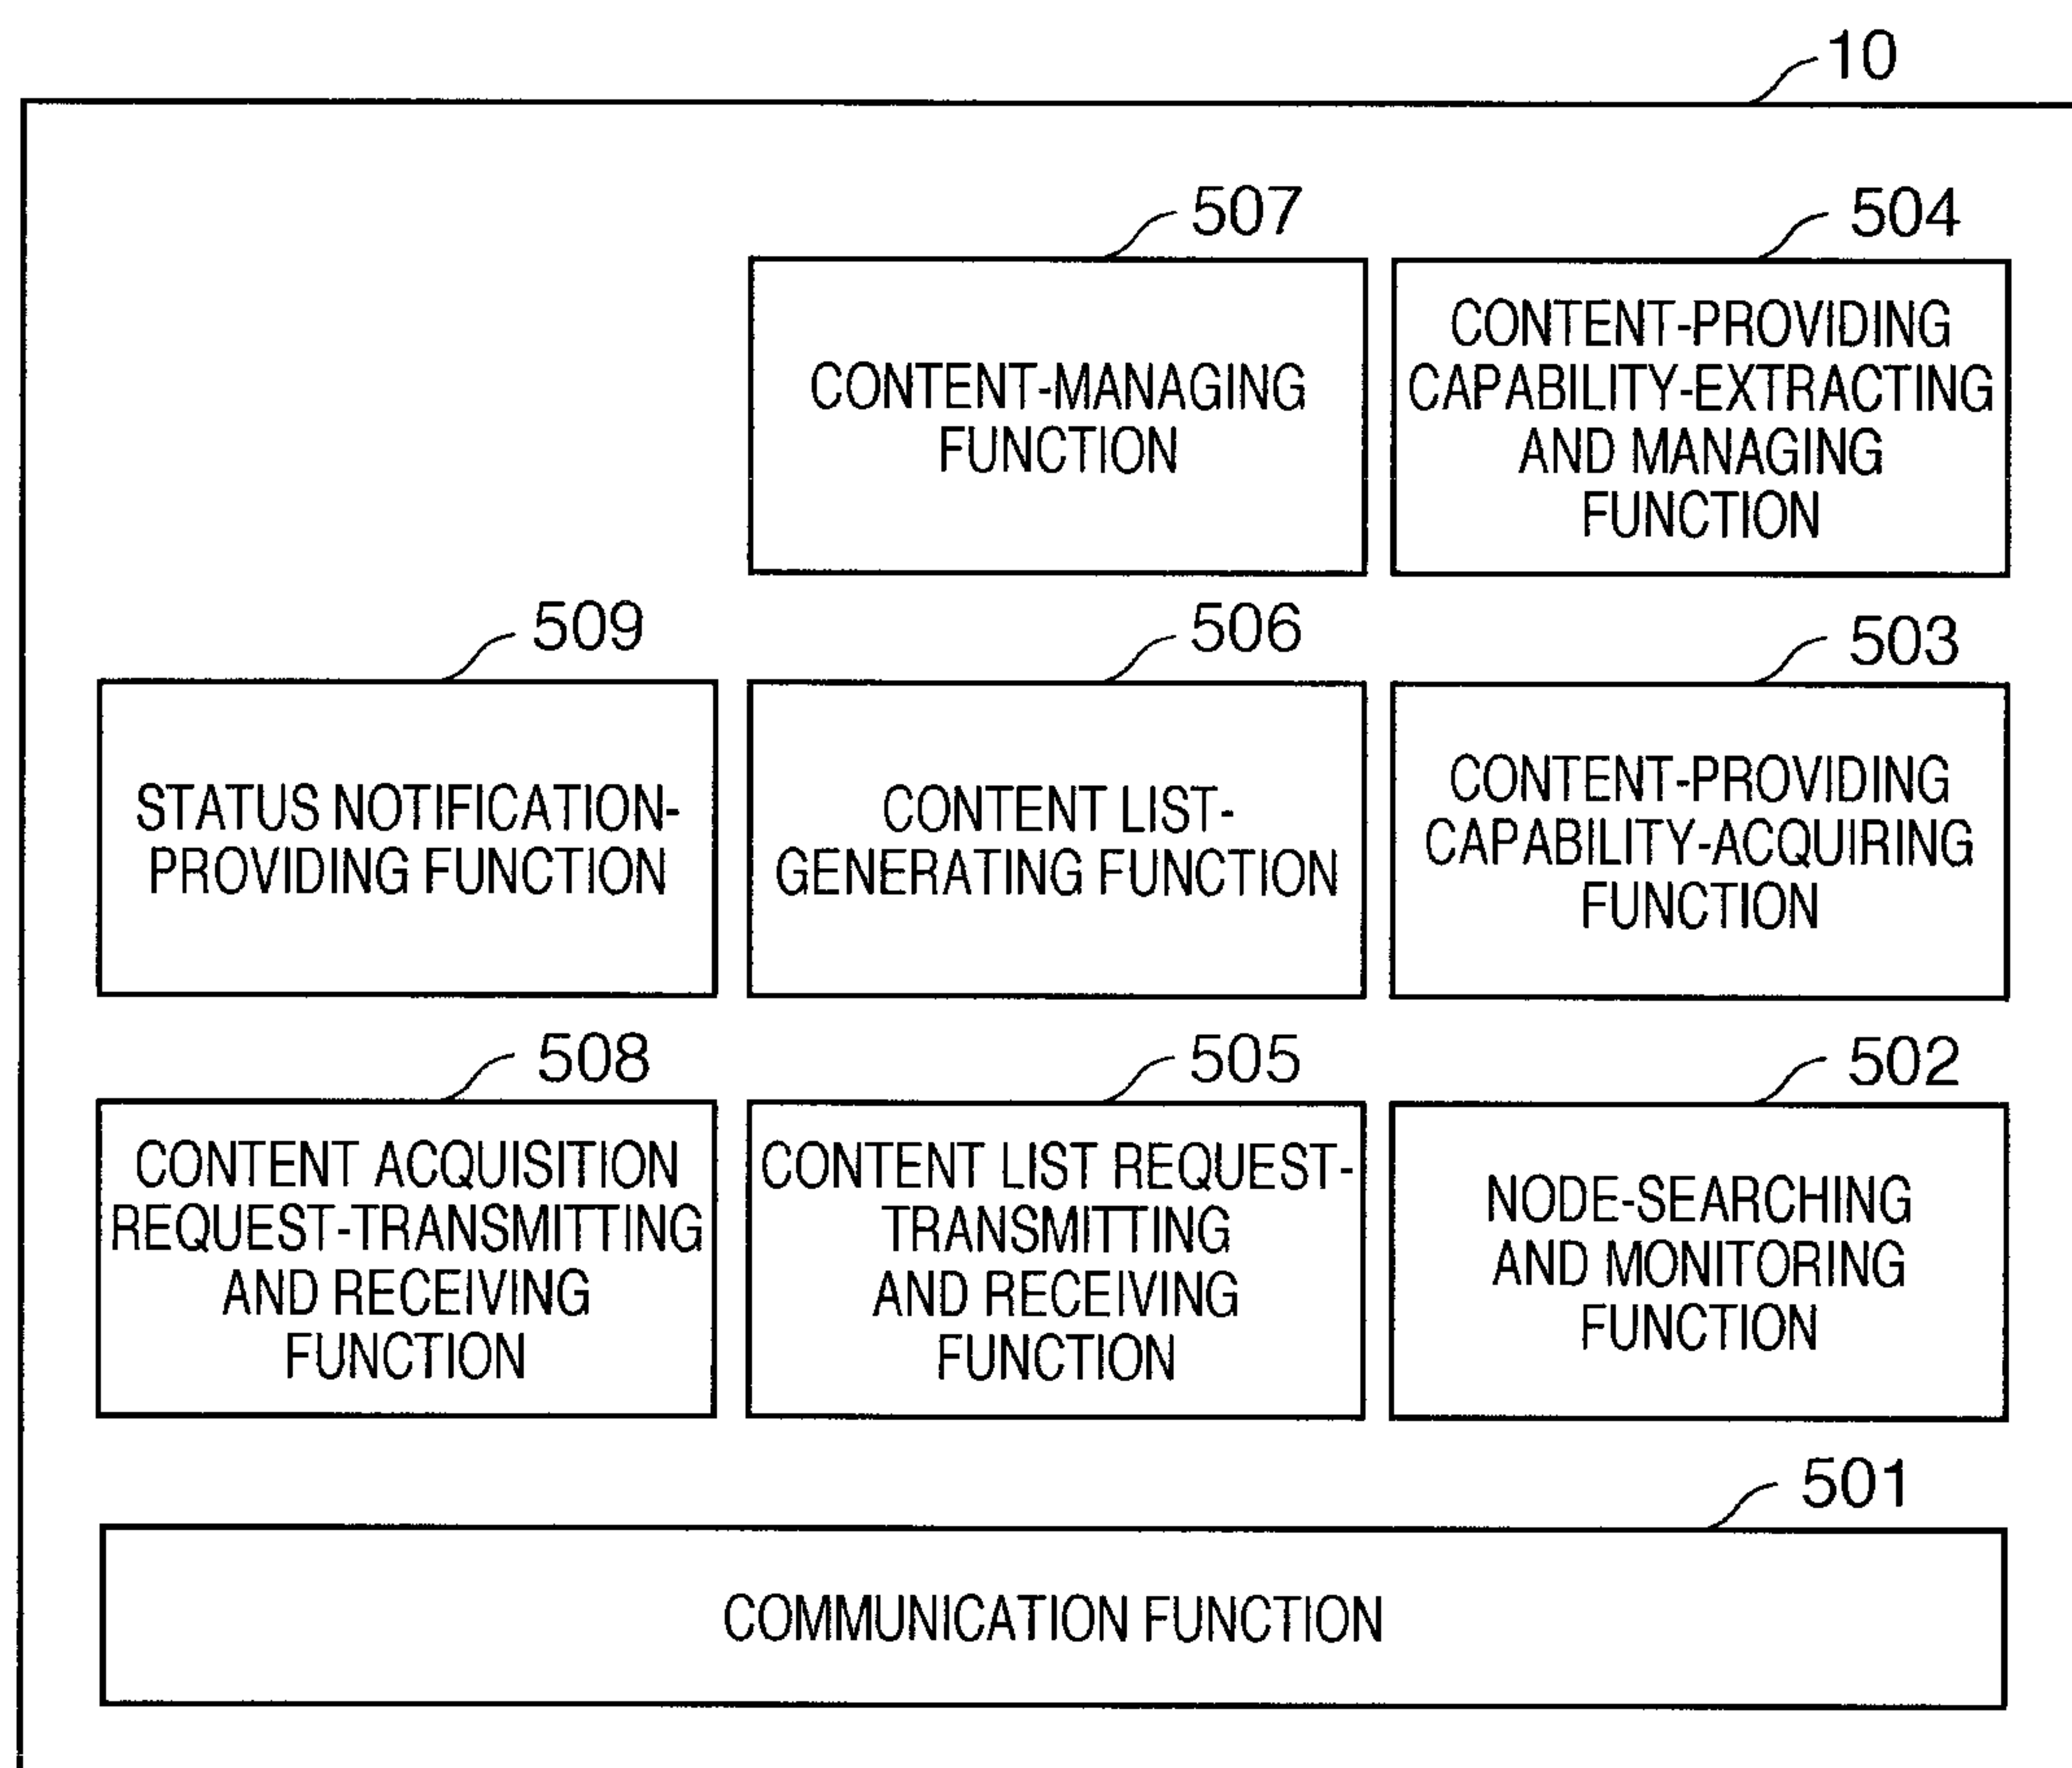 10
507
504
CONTENT-MANAGING
FUNCTION
CONTENT-PROVIDING
CAPABILITY-EXTRACTING
AND MANAGING
FUNCTION
509
506
503
STATUS NOTIFICATION-
PROVIDING FUNCTION
CONTENT LIST-
GENERATING FUNCTION
CONTENT-PROVIDING
CAPABILITY-ACQUIRING
FUNCTION
508
505
502
CONTENT ACQUISITION
REQUEST-TRANSMITTING
AND RECEIVING
FUNCTION
CONTENT LIST REQUEST-
TRANSMITTING
AND RECEIVING
FUNCTION
NODE-SEARCHING
AND MONITORING
FUNCTION
501
COMMUNICATION FUNCTION